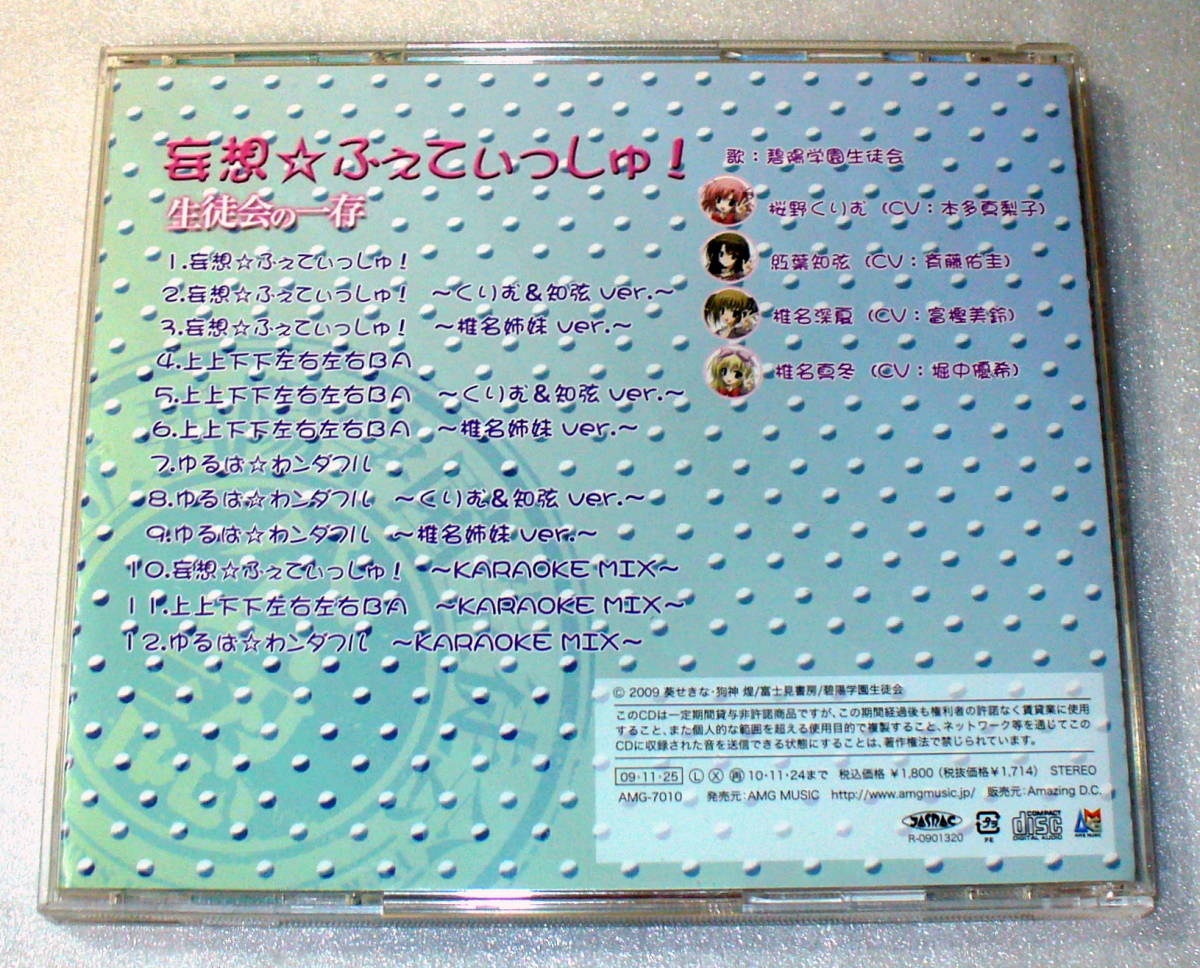 妄想☆ふぇてぃっしゅ!
生徒会の一存
1.妄想☆ふぇてぃっしゅ!
2.妄想☆ふぇてぃっしゅ! ～くりむ&知弦 ver.～
3.妄想☆ふぇてぃっしゅ! ～椎名姉妹 ver.～
4.上上下下左右左右BA
5.上上下下左右左右BA ～くりむ&知弦 ver.～
6.上上下下左右左右BA ～椎名姉妹 ver.～
7.ゆるは☆わンダフル
8.ゆるは☆わンダフル ～くりむ&知弦 ver.～
9.ゆるは☆わンダフル ～椎名姉妹 ver.～
10.妄想☆ふぇてぃっしゅ! ～KARAOKE MIX～
11.上上下下左右左右BA ～KARAOKE MIX～
12.ゆるは☆わンダフル ～KARAOKE MIX～
歌:碧陽学園生徒会
桜野くりむ (CV:本多真梨子)
紅葉知弦 (CV:斉藤佑圭)
椎名深夏 (CV:富樫美鈴)
椎名真冬 (CV:堀中優希)
© 2009 葵せきな・狗神 煌/富士見書房/碧陽学園生徒会
このCDは一定期間貸与非許諾商品ですが、この期間経過後も権利者の許諾なく賃貸業に使用
すること、また個人的な範囲を超える使用目的で複製すること、ネットワーク等を通じてこの
CDに収録された音を送信できる状態にすることは、著作権法で禁じられています。
09・11・25 Ⓛ Ⓧ ㊞ 10・11・24まで 税込価格 ¥1,800 (税抜価格¥1,714) STEREO
AMG-7010 発売元:AMG MUSIC http://www.amgmusic.jp/ 販売元:Amazing D.C.
JASRAC
R-0901320
プラ
PE
COMPACT
disc
DIGITAL AUDIO
AMG MUSIC